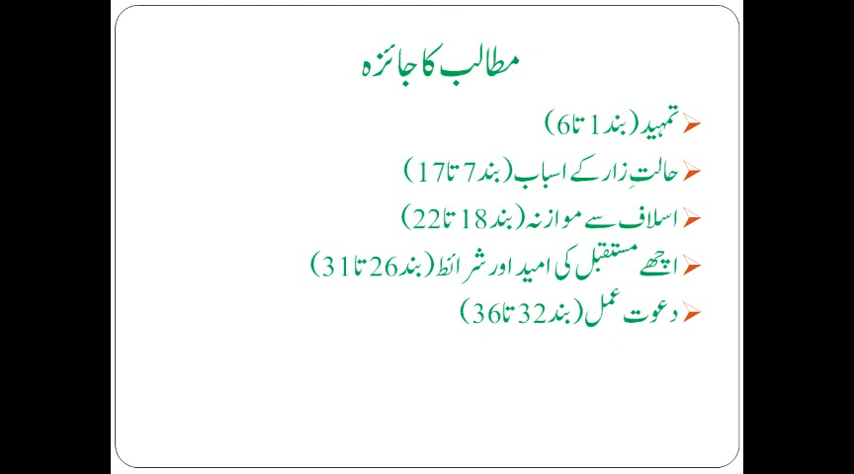 مطالب کا جائزہ
تمہید (بند 1 تا 6)
حالتِ زار کے اسباب (بند 7 تا 17)
اسلاف سے موازنہ (بند 18 تا 22)
اچھے مستقبل کی امید اور شرائط (بند 26 تا 31)
دعوت عمل (بند 32 تا 36)